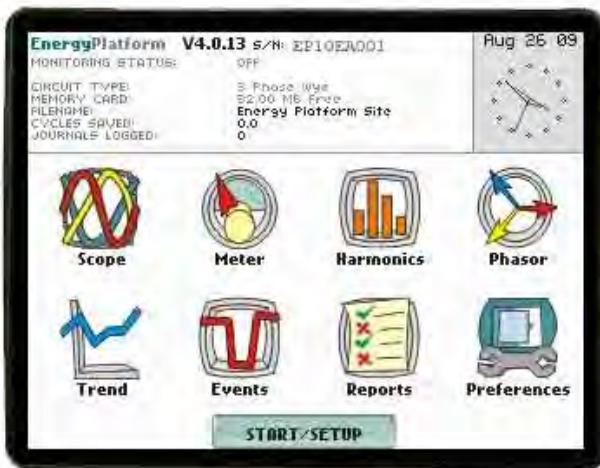 EnergyPlatform V4.0.13 S/N: EP10EA001
Aug 26 09
MONITORING STATUS: OFF
CIRCUIT TYPE: 3 Phase Wye
MEMORY CARD: 32.00 MB Free
FILENAME: Energy Platform Site
CYCLES SAVED: 0.0
JOURNALS LOGGED: 0
Scope Meter Harmonics Phasor
Trend Events Reports Preferences
START/SETUP